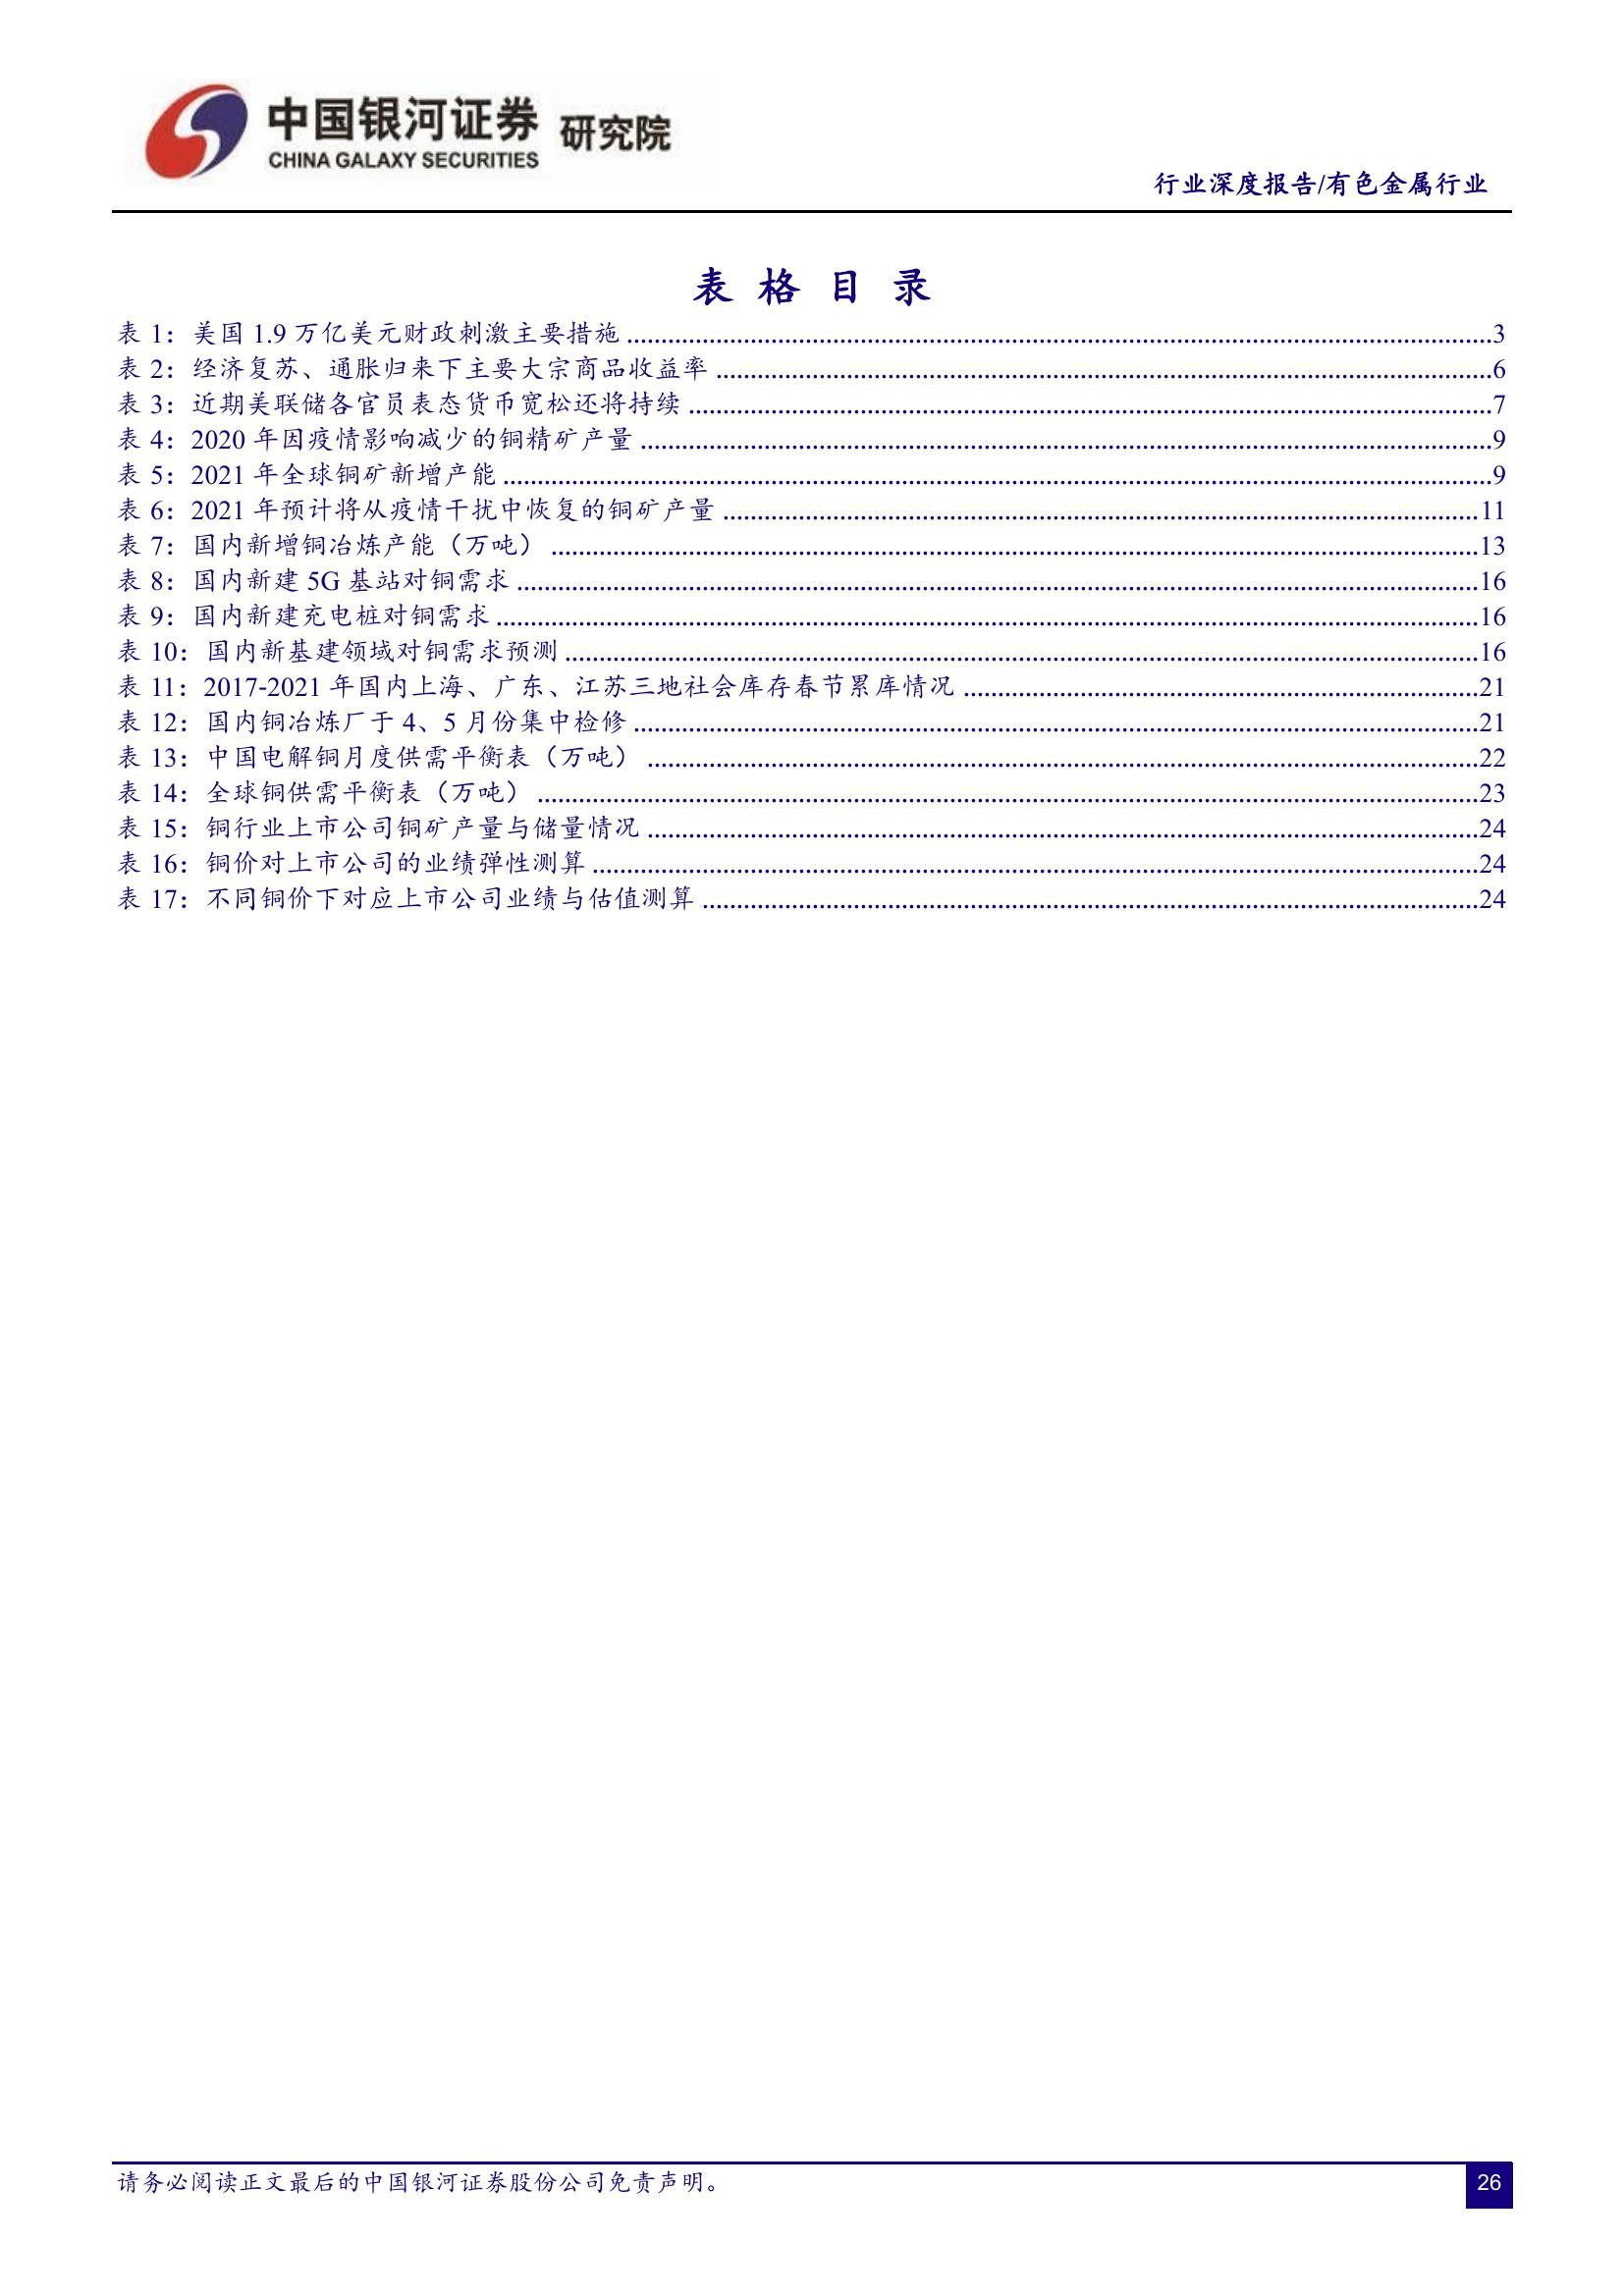 中国银河证券 研究院
CHINA GALAXY SECURITIES
行业深度报告/有色金属行业
表 格 目 录
表 1：美国 1.9 万亿美元财政刺激主要措施 ........................................................3
表 2：经济复苏、通胀归来下主要大宗商品收益率 ........................................................6
表 3：近期美联储各官员表态货币宽松还将持续 ........................................................7
表 4：2020 年因疫情影响减少的铜精矿产量 ........................................................9
表 5：2021 年全球铜矿新增产能 ........................................................9
表 6：2021 年预计将从疫情干扰中恢复的铜矿产量 ........................................................11
表 7：国内新增铜冶炼产能（万吨） ........................................................13
表 8：国内新建 5G 基站对铜需求 ........................................................16
表 9：国内新建充电桩对铜需求 ........................................................16
表 10：国内新基建领域对铜需求预测 ........................................................16
表 11：2017-2021 年国内上海、广东、江苏三地社会库存春节累库情况 ........................................................21
表 12：国内铜冶炼厂于 4、5 月份集中检修 ........................................................21
表 13：中国电解铜月度供需平衡表（万吨） ........................................................22
表 14：全球铜供需平衡表（万吨） ........................................................23
表 15：铜行业上市公司铜矿产量与储量情况 ........................................................24
表 16：铜价对上市公司的业绩弹性测算 ........................................................24
表 17：不同铜价下对应上市公司业绩与估值测算 ........................................................24
请务必阅读正文最后的中国银河证券股份公司免责声明。
26